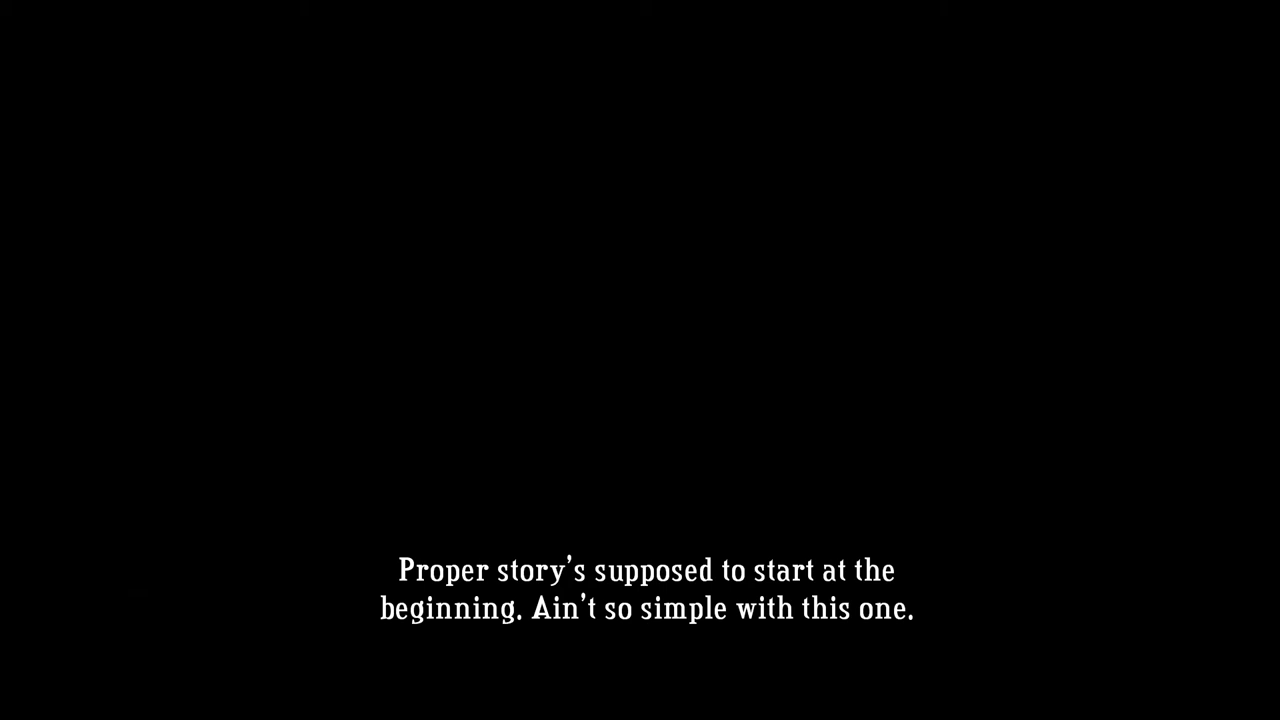 Proper story’s supposed to start at the
beginning. Ain’t so simple with this one.